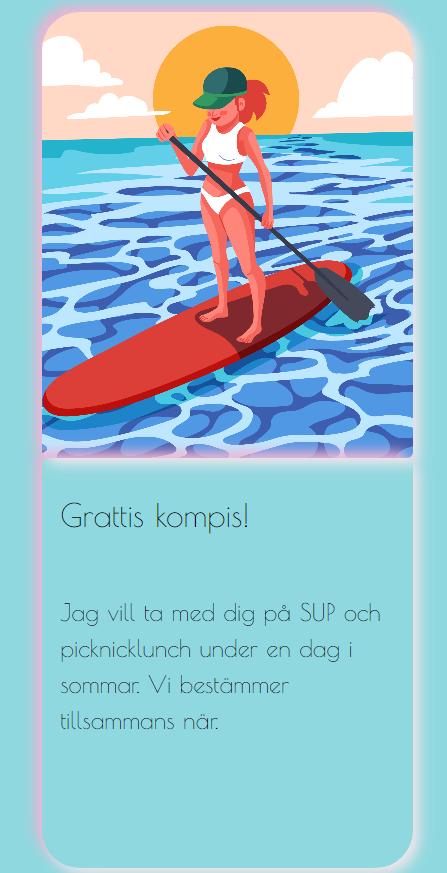 Grattis kompis!
Jag vill ta med dig på SUP och
picknicklunch under en dag i
sommar. Vi bestämmer
tillsammans när.